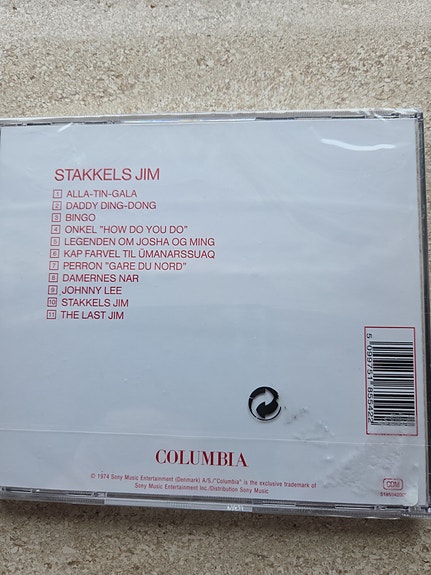 STAKKELS JIM
1 ALLA-TIN-GALA
2 DADDY DING-DONG
3 BINGO
4 ONKEL "HOW DO YOU DO"
5 LEGENDEN OM JOSHA OG MING
6 KAP FARVEL TIL ÛMANARSSUAQ
7 PERRON "GARE DU NORD"
8 DAMERNES NAR
9 JOHNNY LEE
10 STAKKELS JIM
11 THE LAST JIM
COLUMBIA
℗ 1974 Sony Music Entertainment (Denmark) A/S./"Columbia" is the exclusive trademark of
Sony Music Entertainment Inc./Distribution Sony Music.
COM